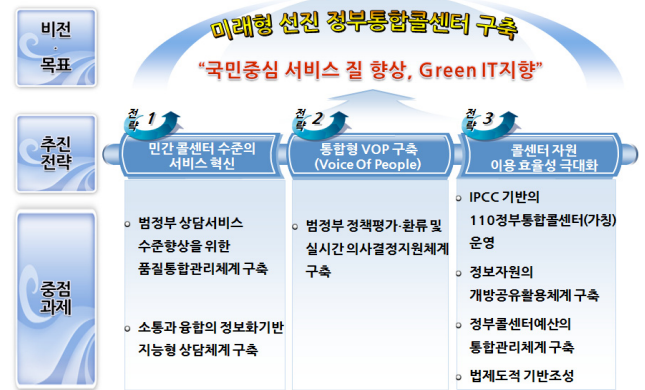 비전
·
목표
미래형 선진 정부통합콜센터 구축
“국민중심 서비스 질 향상, Green IT지향”
추진
전략
전략 1
민간 콜센터 수준의
서비스 혁신
전략 2
통합형 VOP 구축
(Voice Of People)
전략 3
콜센터 자원
이용 효율성 극대화
중점
과제
범정부 상담서비스
수준향상을 위한
품질통합관리체계 구축
소통과 융합의 정보화기반
지능형 상담체계 구축
범정부 정책평가·환류 및
실시간 의사결정지원체계
구축
IPCC 기반의
110정부통합콜센터(가칭)
운영
정보자원의
개방공유활용체계 구축
정부콜센터예산의
통합관리체계 구축
법제도적 기반조성